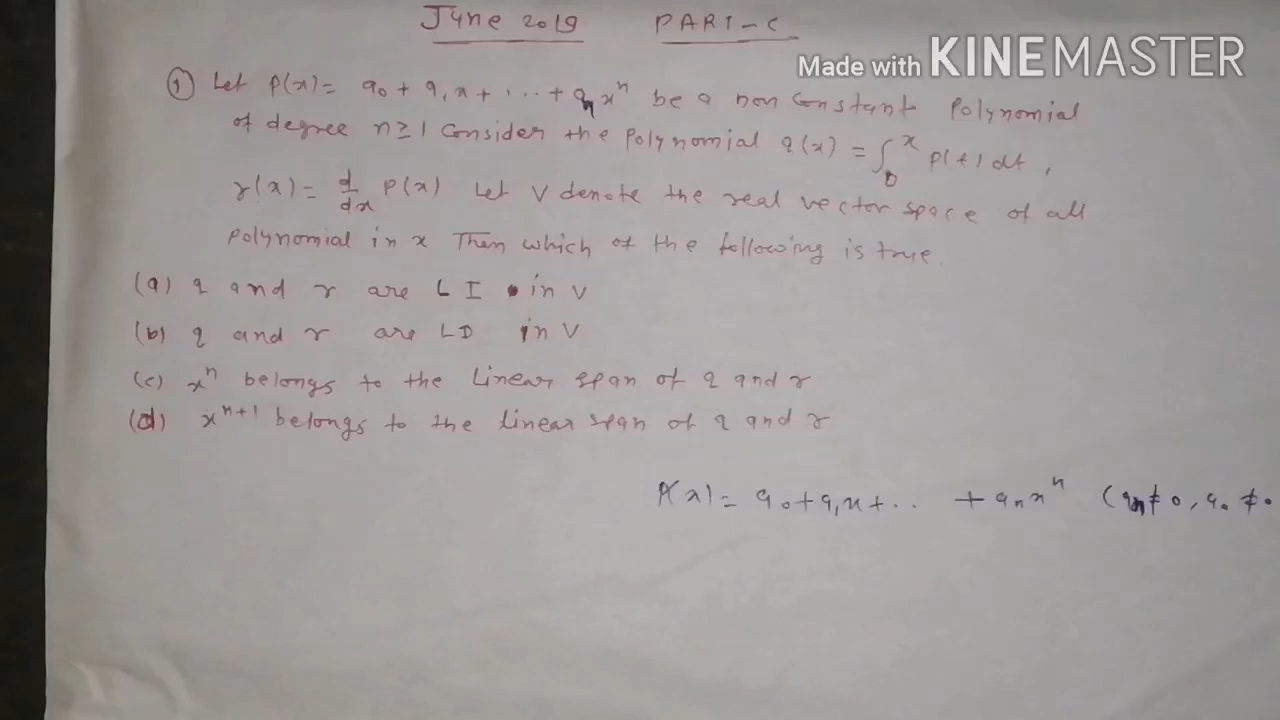 June 2019 PART-C
Made with KINEMASTER
① Let P(x)= a₀ + a₁x + ... + aₙxⁿ be a non constant Polynomial
of degree n≥1 Consider the Polynomial q(x) = ∫₀ˣ P(t)dt,
r(x)= d/dx P(x) Let V denote the real vector space of all
Polynomial in x Then which of the following is true.
(a) q and r are LI in V
(b) q and r are LD in V
(c) xⁿ belongs to the Linear span of q and r
(d) xⁿ⁺¹ belongs to the linear span of q and r
P(x)= a₀+a₁x+.. +aₙxⁿ (aₙ≠0, a₀≠0